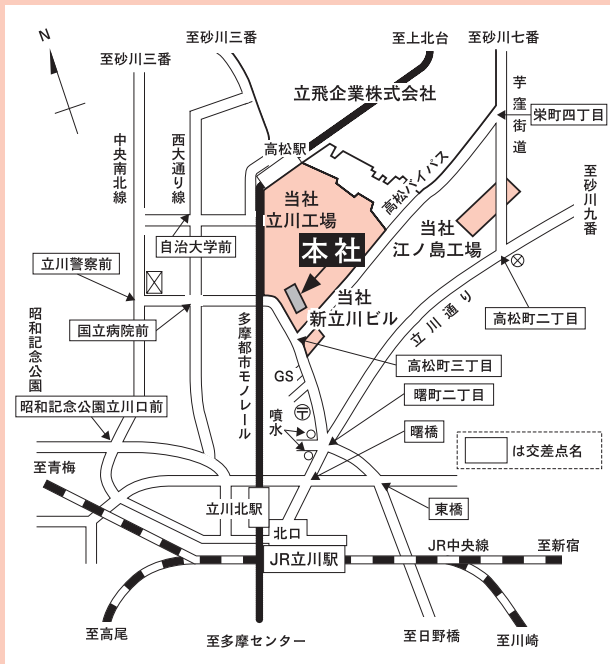 N
至砂川三番
至砂川三番
至上北台
至砂川七番
立飛企業株式会社
芋窪街道
栄町四丁目
中央南北線
西大通り線
高松駅
高松バイパス
至砂川九番
当社
立川工場
当社
江ノ島工場
自治大学前
本社
立川警察前
当社
新立川ビル
立川通り
高松町二丁目
国立病院前
昭和記念公園
多摩都市モノレール
高松町三丁目
GS
曙町二丁目
昭和記念公園立川口前
〒
噴水
曙橋
は交差点名
至青梅
立川北駅
東橋
北口
JR立川駅
JR中央線
至新宿
至高尾
至多摩センター
至日野橋
至川崎